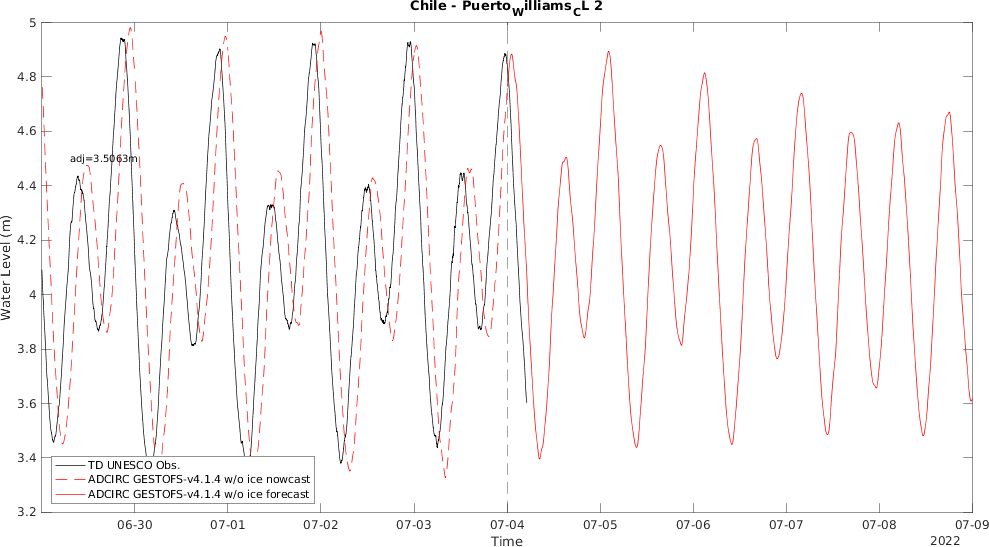 Chile - Puerto_Williams_CL 2
adj=3.5063m
Water Level (m)
5
4.8
4.6
4.4
4.2
4
3.8
3.6
3.4
3.2
TD UNESCO Obs.
ADCIRC GESTOFS-v4.1.4 w/o ice nowcast
ADCIRC GESTOFS-v4.1.4 w/o ice forecast
06-30 07-01 07-02 07-03 07-04 07-05 07-06 07-07 07-08 07-09
Time
2022